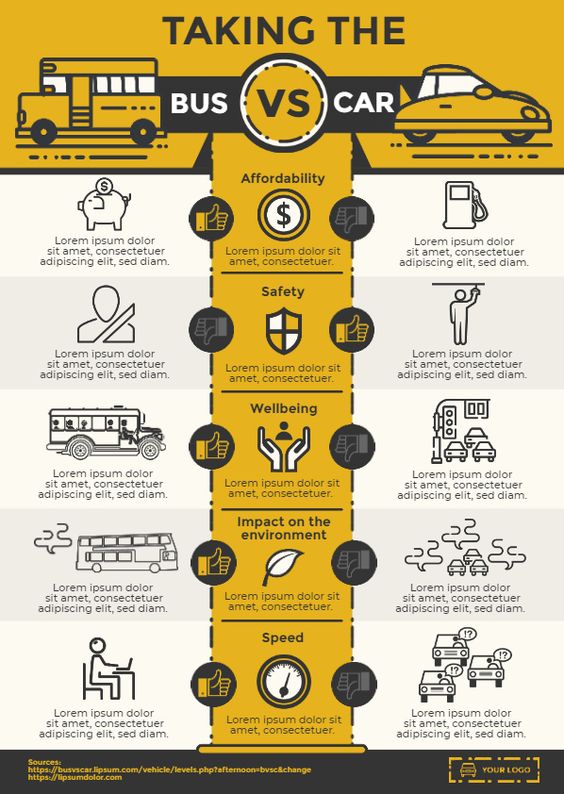 TAKING THE
BUS VS CAR
Affordability
$
$
Lorem ipsum dolor
sit amet, consectetuer
adipiscing elit, sed diam.
Lorem ipsum dolor sit
amet, consectetuer.
Lorem ipsum dolor
sit amet, consectetuer
adipiscing elit, sed diam.
Safety
Lorem ipsum dolor
sit amet, consectetuer
adipiscing elit, sed diam.
Lorem ipsum dolor sit
amet, consectetuer.
Lorem ipsum dolor
sit amet, consectetuer
adipiscing elit, sed diam.
Wellbeing
Lorem ipsum dolor
sit amet, consectetuer
adipiscing elit, sed diam.
Lorem ipsum dolor sit
amet, consectetuer.
Lorem ipsum dolor
sit amet, consectetuer
adipiscing elit, sed diam.
Impact on the
environment
Lorem ipsum dolor
sit amet, consectetuer
adipiscing elit, sed diam.
Lorem ipsum dolor sit
amet, consectetuer.
Lorem ipsum dolor
sit amet, consectetuer
adipiscing elit, sed diam.
Speed
!?
!?
!?
Lorem ipsum dolor
sit amet, consectetuer
adipiscing elit, sed diam.
Lorem ipsum dolor sit
amet, consectetuer.
Lorem ipsum dolor
sit amet, consectetuer
adipiscing elit, sed diam.
Sources:
https://busvscar.lipsum.com/vehicle/levels.php?afternoon=bvsc&change
https://lipsumdolor.com
YOUR LOGO